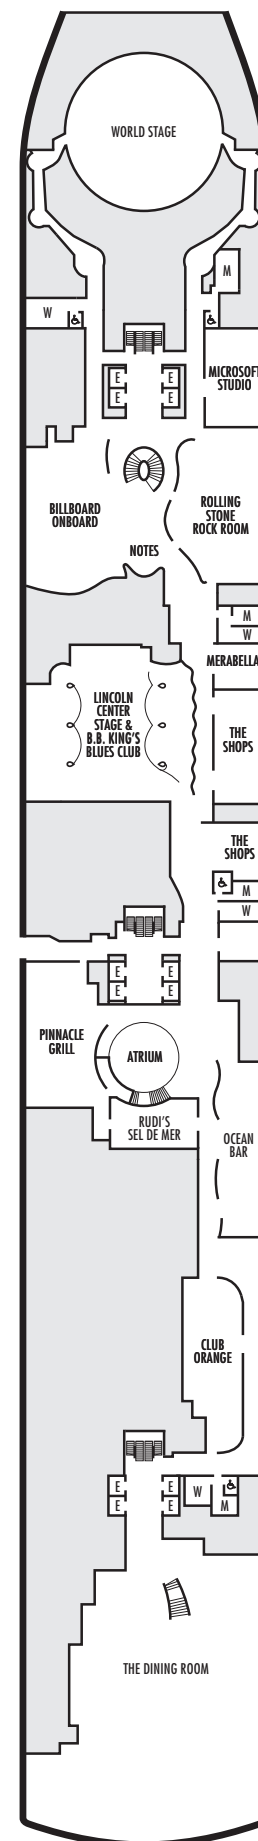 WORLD STAGE
M
W
MICROSOFT
STUDIO
E
E
E
E
BILLBOARD
ONBOARD
ROLLING
STONE
ROCK ROOM
NOTES
M
W
MERABELLA
LINCOLN
CENTER
STAGE &
B.B. KING'S
BLUES CLUB
THE
SHOPS
THE
SHOPS
M
W
E
E
E
E
PINNACLE
GRILL
ATRIUM
RUDI'S
SEL DE MER
OCEAN
BAR
CLUB
ORANGE
E
E
E
E
W
M
THE DINING ROOM